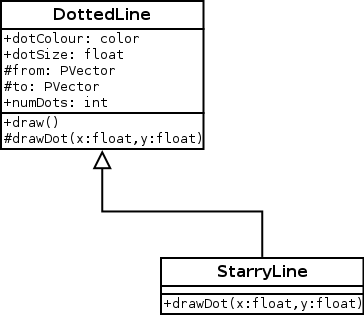 DottedLine
+dotColour: color
+dotSize: float
#from: PVector
#to: PVector
+numDots: int
+draw()
#drawDot(x:float,y:float)
StarryLine
+drawDot(x:float,y:float)